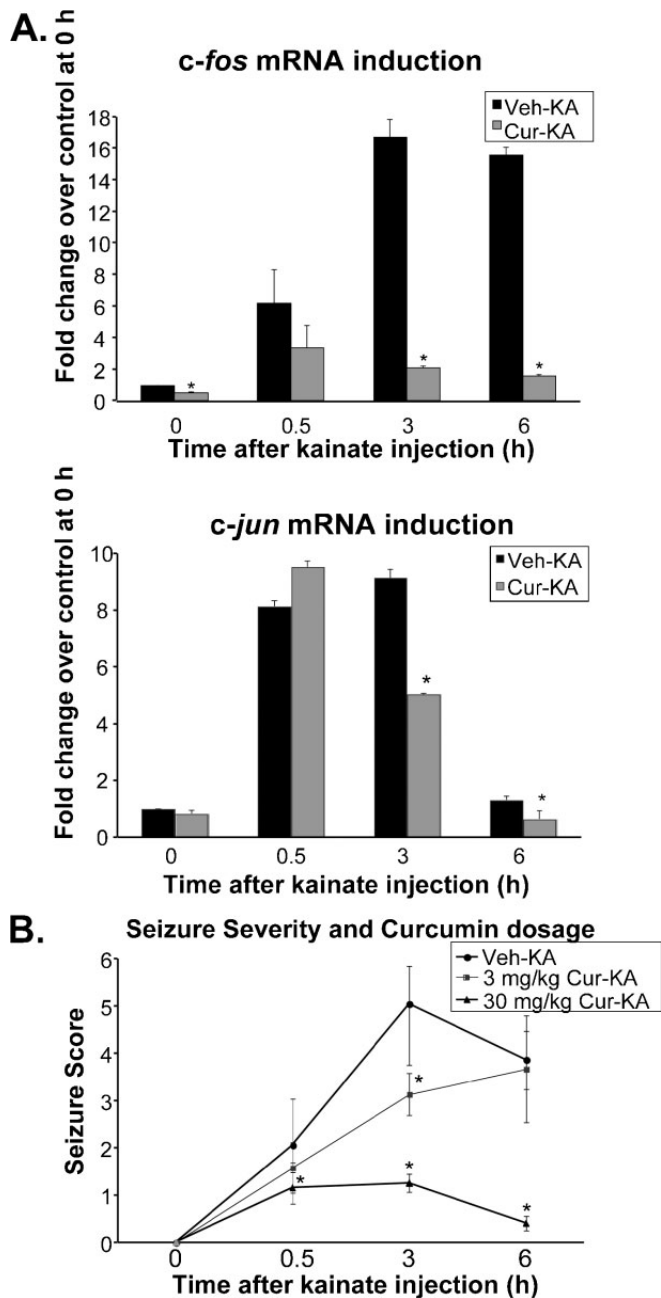 A.
c-fos mRNA induction
Veh-KA
Cur-KA
Fold change over control at 0 h
18
16
14
12
10
8
6
4
2
0
*
*
*
0 0.5 3 6
Time after kainate injection (h)
c-jun mRNA induction
Veh-KA
Cur-KA
Fold change over control at 0 h
10
8
6
4
2
0
*
*
0 0.5 3 6
Time after kainate injection (h)
B.
Seizure Severity and Curcumin dosage
Veh-KA
3 mg/kg Cur-KA
30 mg/kg Cur-KA
Seizure Score
6
5
4
3
2
1
0
*
*
*
*
0 0.5 3 6
Time after kainate injection (h)